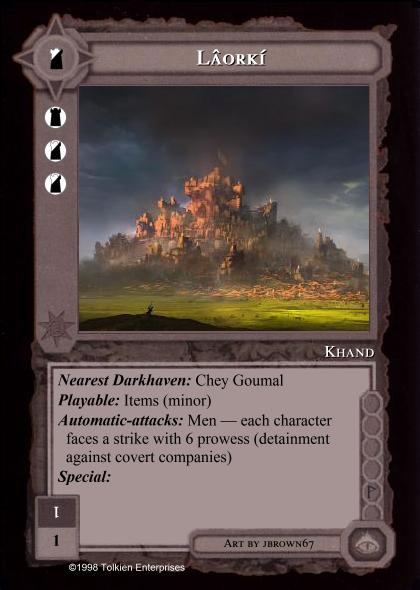 Lâorkí
Khand
Nearest Darkhaven: Chey Goumal
Playable: Items (minor)
Automatic-attacks: Men — each character
faces a strike with 6 prowess (detainment
against covert companies)
Special:
1
1
Art by jbrown67
©1998 Tolkien Enterprises